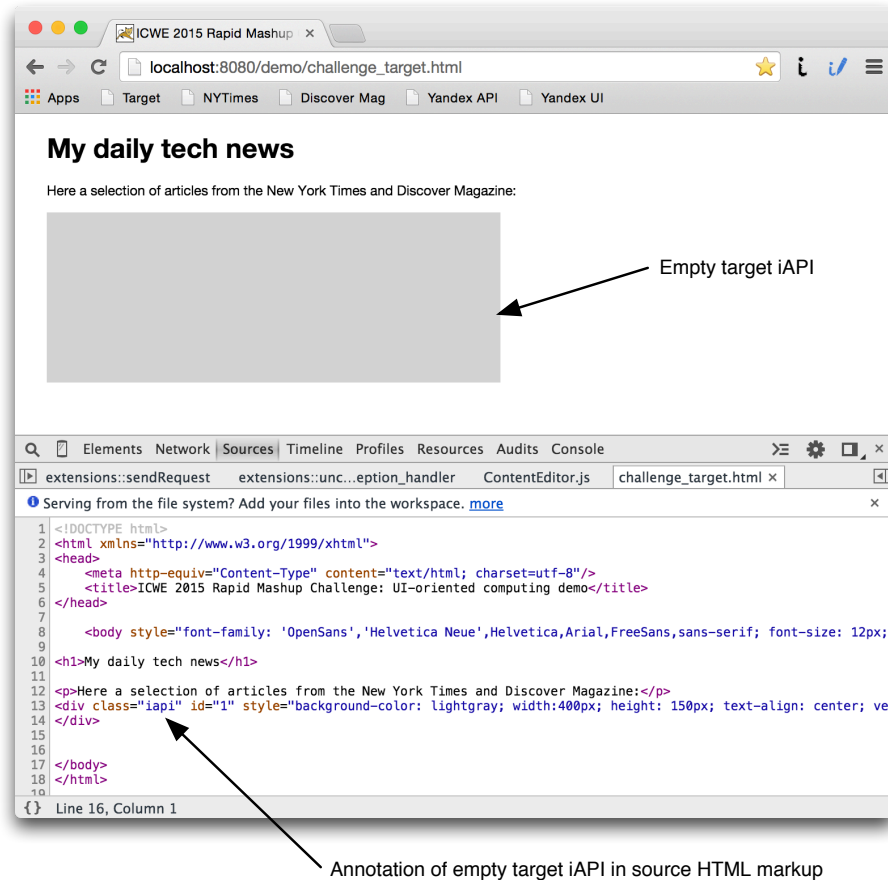 ICWE 2015 Rapid Mashup
localhost:8080/demo/challenge_target.html
Apps Target NYTimes Discover Mag Yandex API Yandex UI
My daily tech news
Here a selection of articles from the New York Times and Discover Magazine:
Empty target iAPI
Elements Network Sources Timeline Profiles Resources Audits Console
extensions::sendRequest extensions::unc...eption_handler ContentEditor.js challenge_target.html ×
Serving from the file system? Add your files into the workspace. more ×
1 <!DOCTYPE html>
2 <html xmlns="http://www.w3.org/1999/xhtml">
3 <head>
4 <meta http-equiv="Content-Type" content="text/html; charset=utf-8"/>
5 <title>ICWE 2015 Rapid Mashup Challenge: UI-oriented computing demo</title>
6 </head>
7
8 <body style="font-family: 'OpenSans','Helvetica Neue',Helvetica,Arial,FreeSans,sans-serif; font-size: 12px;
9
10 <h1>My daily tech news</h1>
11
12 <p>Here a selection of articles from the New York Times and Discover Magazine:</p>
13 <div class="iapi" id="1" style="background-color: lightgray; width:400px; height: 150px; text-align: center; ve
14 </div>
15
16
17 </body>
18 </html>
19
{} Line 16, Column 1
Annotation of empty target iAPI in source HTML markup